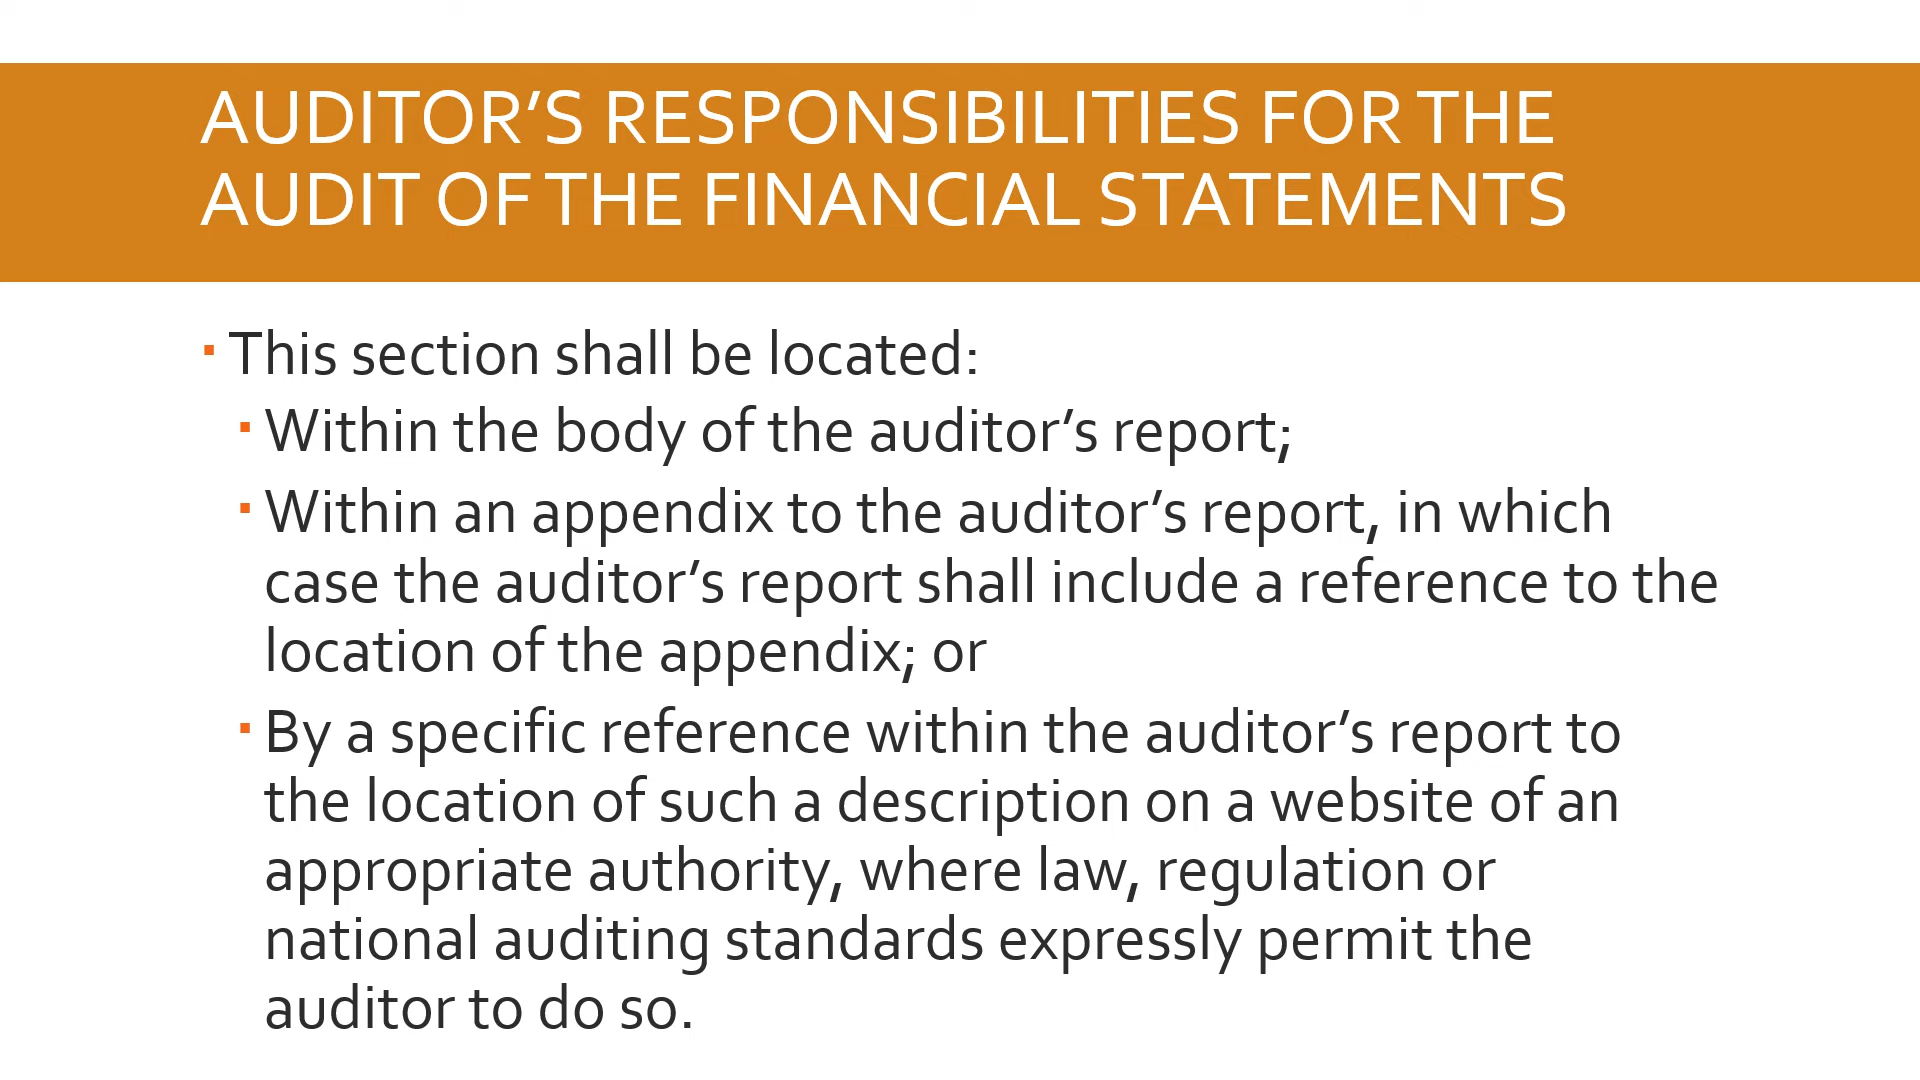 AUDITOR’S RESPONSIBILITIES FOR THE
AUDIT OF THE FINANCIAL STATEMENTS
▪ This section shall be located:
▪ Within the body of the auditor’s report;
▪ Within an appendix to the auditor’s report, in which
case the auditor’s report shall include a reference to the
location of the appendix; or
▪ By a specific reference within the auditor’s report to
the location of such a description on a website of an
appropriate authority, where law, regulation or
national auditing standards expressly permit the
auditor to do so.